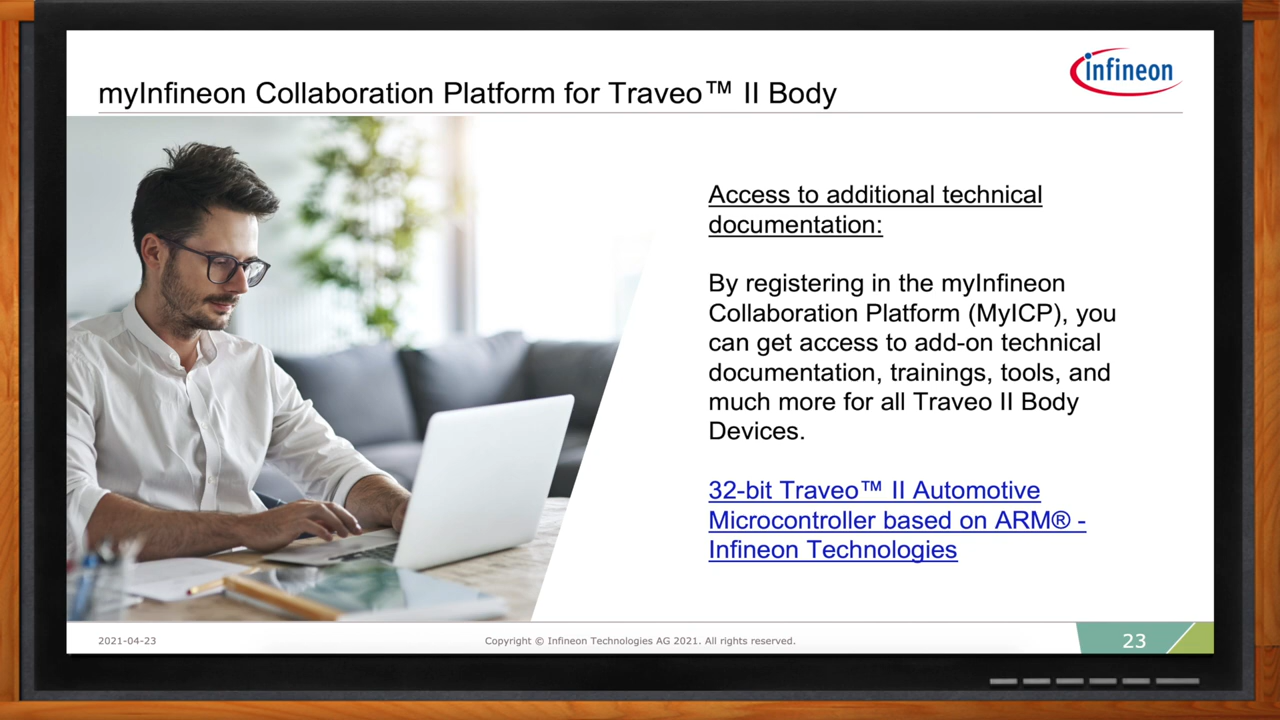 infineon
myInfineon Collaboration Platform for Traveo™ II Body
Access to additional technical
documentation:
By registering in the myInfineon
Collaboration Platform (MyICP), you
can get access to add-on technical
documentation, trainings, tools, and
much more for all Traveo II Body
Devices.
32-bit Traveo™ II Automotive
Microcontroller based on ARM® -
Infineon Technologies
2021-04-23
Copyright © Infineon Technologies AG 2021. All rights reserved.
23